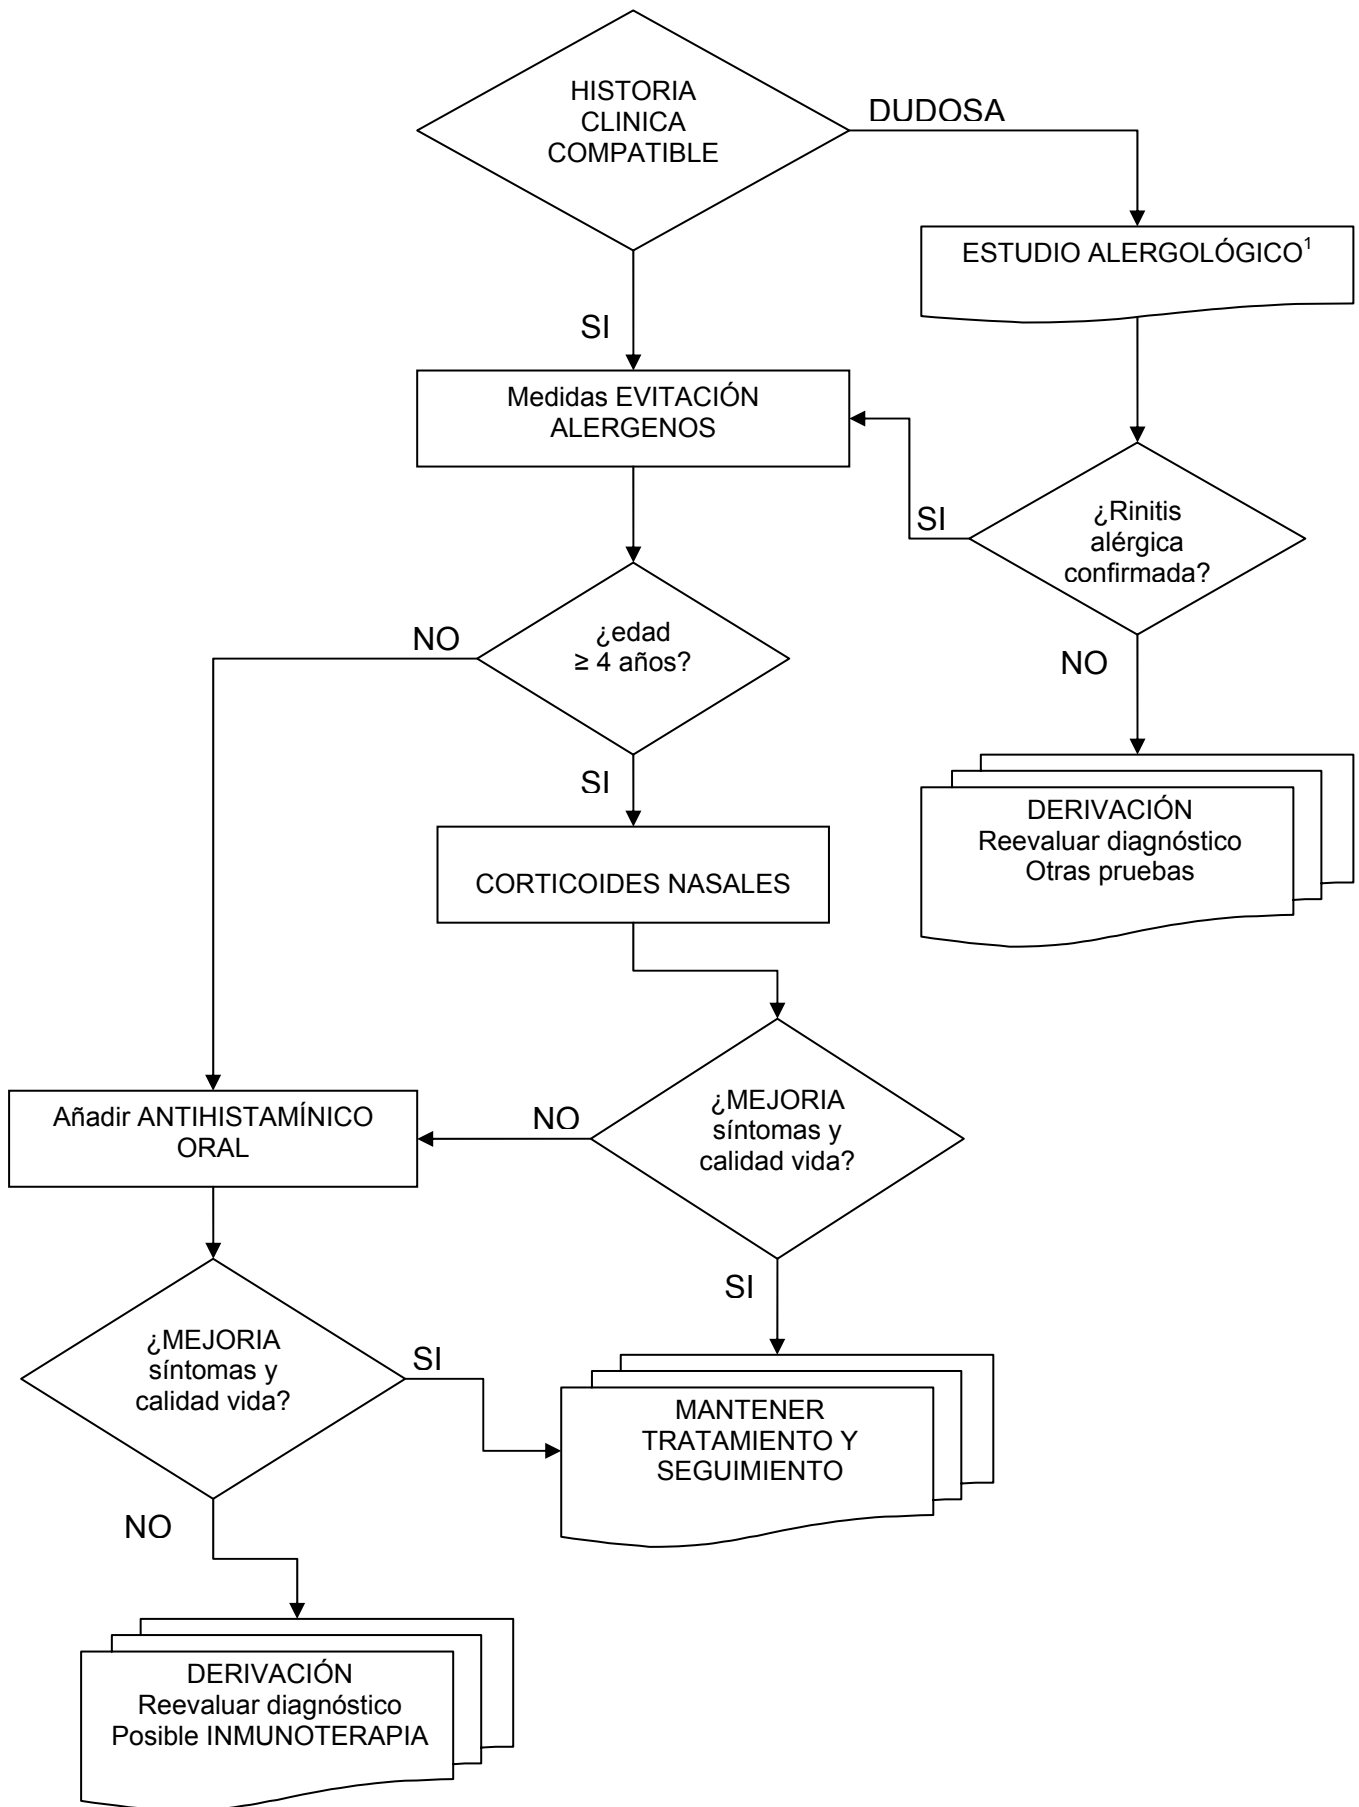 HISTORIA
CLINICA
COMPATIBLE
DUDOSA
ESTUDIO ALERGOLÓGICO¹
SI
Medidas EVITACIÓN
ALERGENOS
SI
¿Rinitis
alérgica
confirmada?
NO
¿edad
≥ 4 años?
NO
SI
DERIVACIÓN
Reevaluar diagnóstico
Otras pruebas
CORTICOIDES NASALES
Añadir ANTIHISTAMÍNICO
ORAL
NO
¿MEJORIA
síntomas y
calidad vida?
SI
¿MEJORIA
síntomas y
calidad vida?
SI
MANTENER
TRATAMIENTO Y
SEGUIMIENTO
NO
DERIVACIÓN
Reevaluar diagnóstico
Posible INMUNOTERAPIA